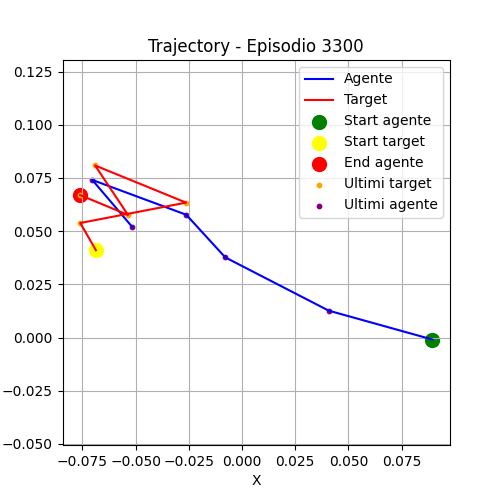 Trajectory - Episodio 3300
Agente
Target
Start agente
Start target
End agente
Ultimi target
Ultimi agente
0.125
0.100
0.075
0.050
0.025
0.000
−0.025
−0.050
−0.075 −0.050 −0.025 0.000 0.025 0.050 0.075
X